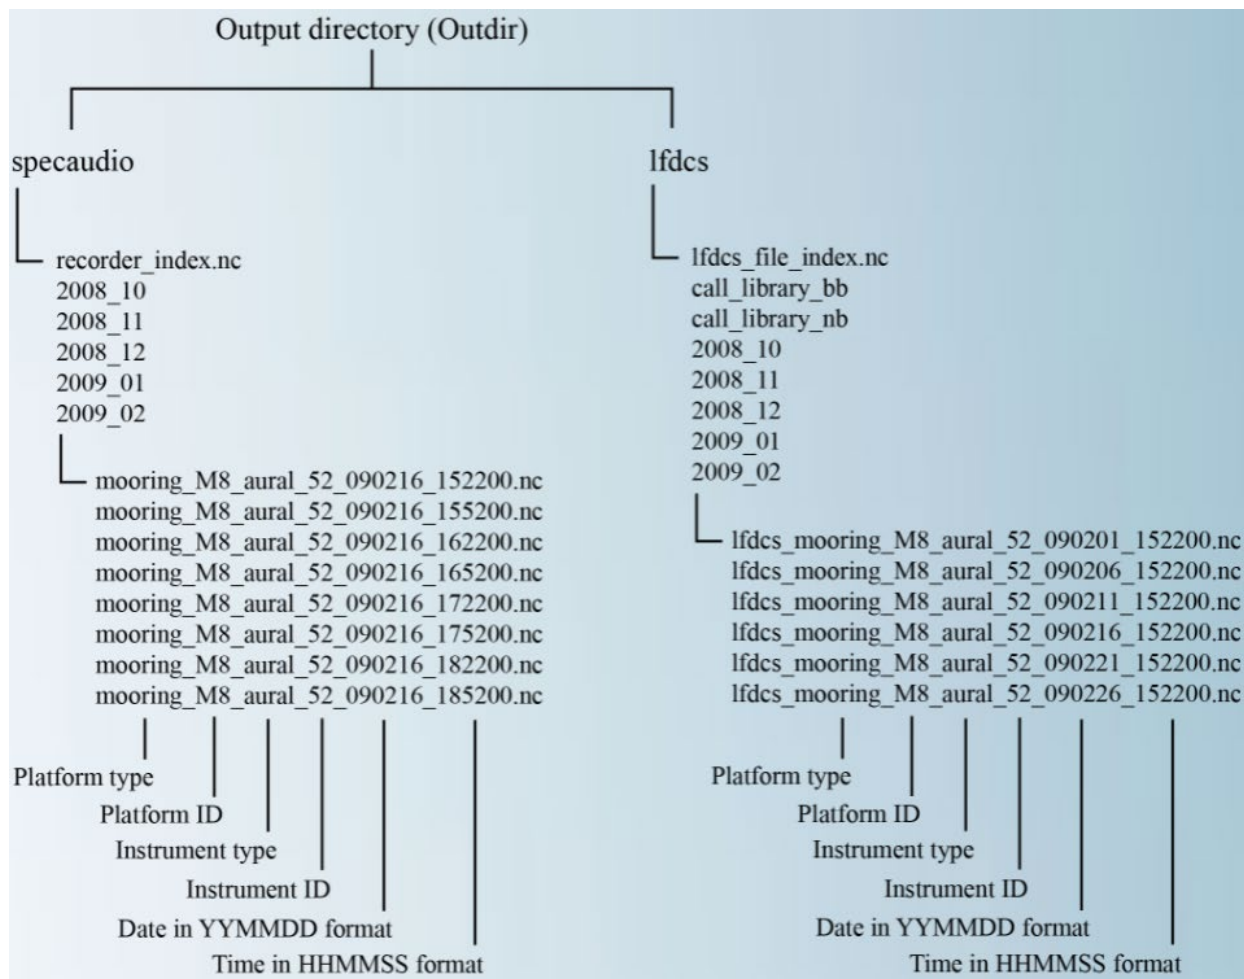 Output directory (Outdir)
specaudio
recorder_index.nc
2008_10
2008_11
2008_12
2009_01
2009_02
mooring_M8_aural_52_090216_152200.nc
mooring_M8_aural_52_090216_155200.nc
mooring_M8_aural_52_090216_162200.nc
mooring_M8_aural_52_090216_165200.nc
mooring_M8_aural_52_090216_172200.nc
mooring_M8_aural_52_090216_175200.nc
mooring_M8_aural_52_090216_182200.nc
mooring_M8_aural_52_090216_185200.nc
Platform type
Platform ID
Instrument type
Instrument ID
Date in YYMMDD format
Time in HHMMSS format
lfdcs
lfdcs_file_index.nc
call_library_bb
call_library_nb
2008_10
2008_11
2008_12
2009_01
2009_02
lfdcs_mooring_M8_aural_52_090201_152200.nc
lfdcs_mooring_M8_aural_52_090206_152200.nc
lfdcs_mooring_M8_aural_52_090211_152200.nc
lfdcs_mooring_M8_aural_52_090216_152200.nc
lfdcs_mooring_M8_aural_52_090221_152200.nc
lfdcs_mooring_M8_aural_52_090226_152200.nc
Platform type
Platform ID
Instrument type
Instrument ID
Date in YYMMDD format
Time in HHMMSS format